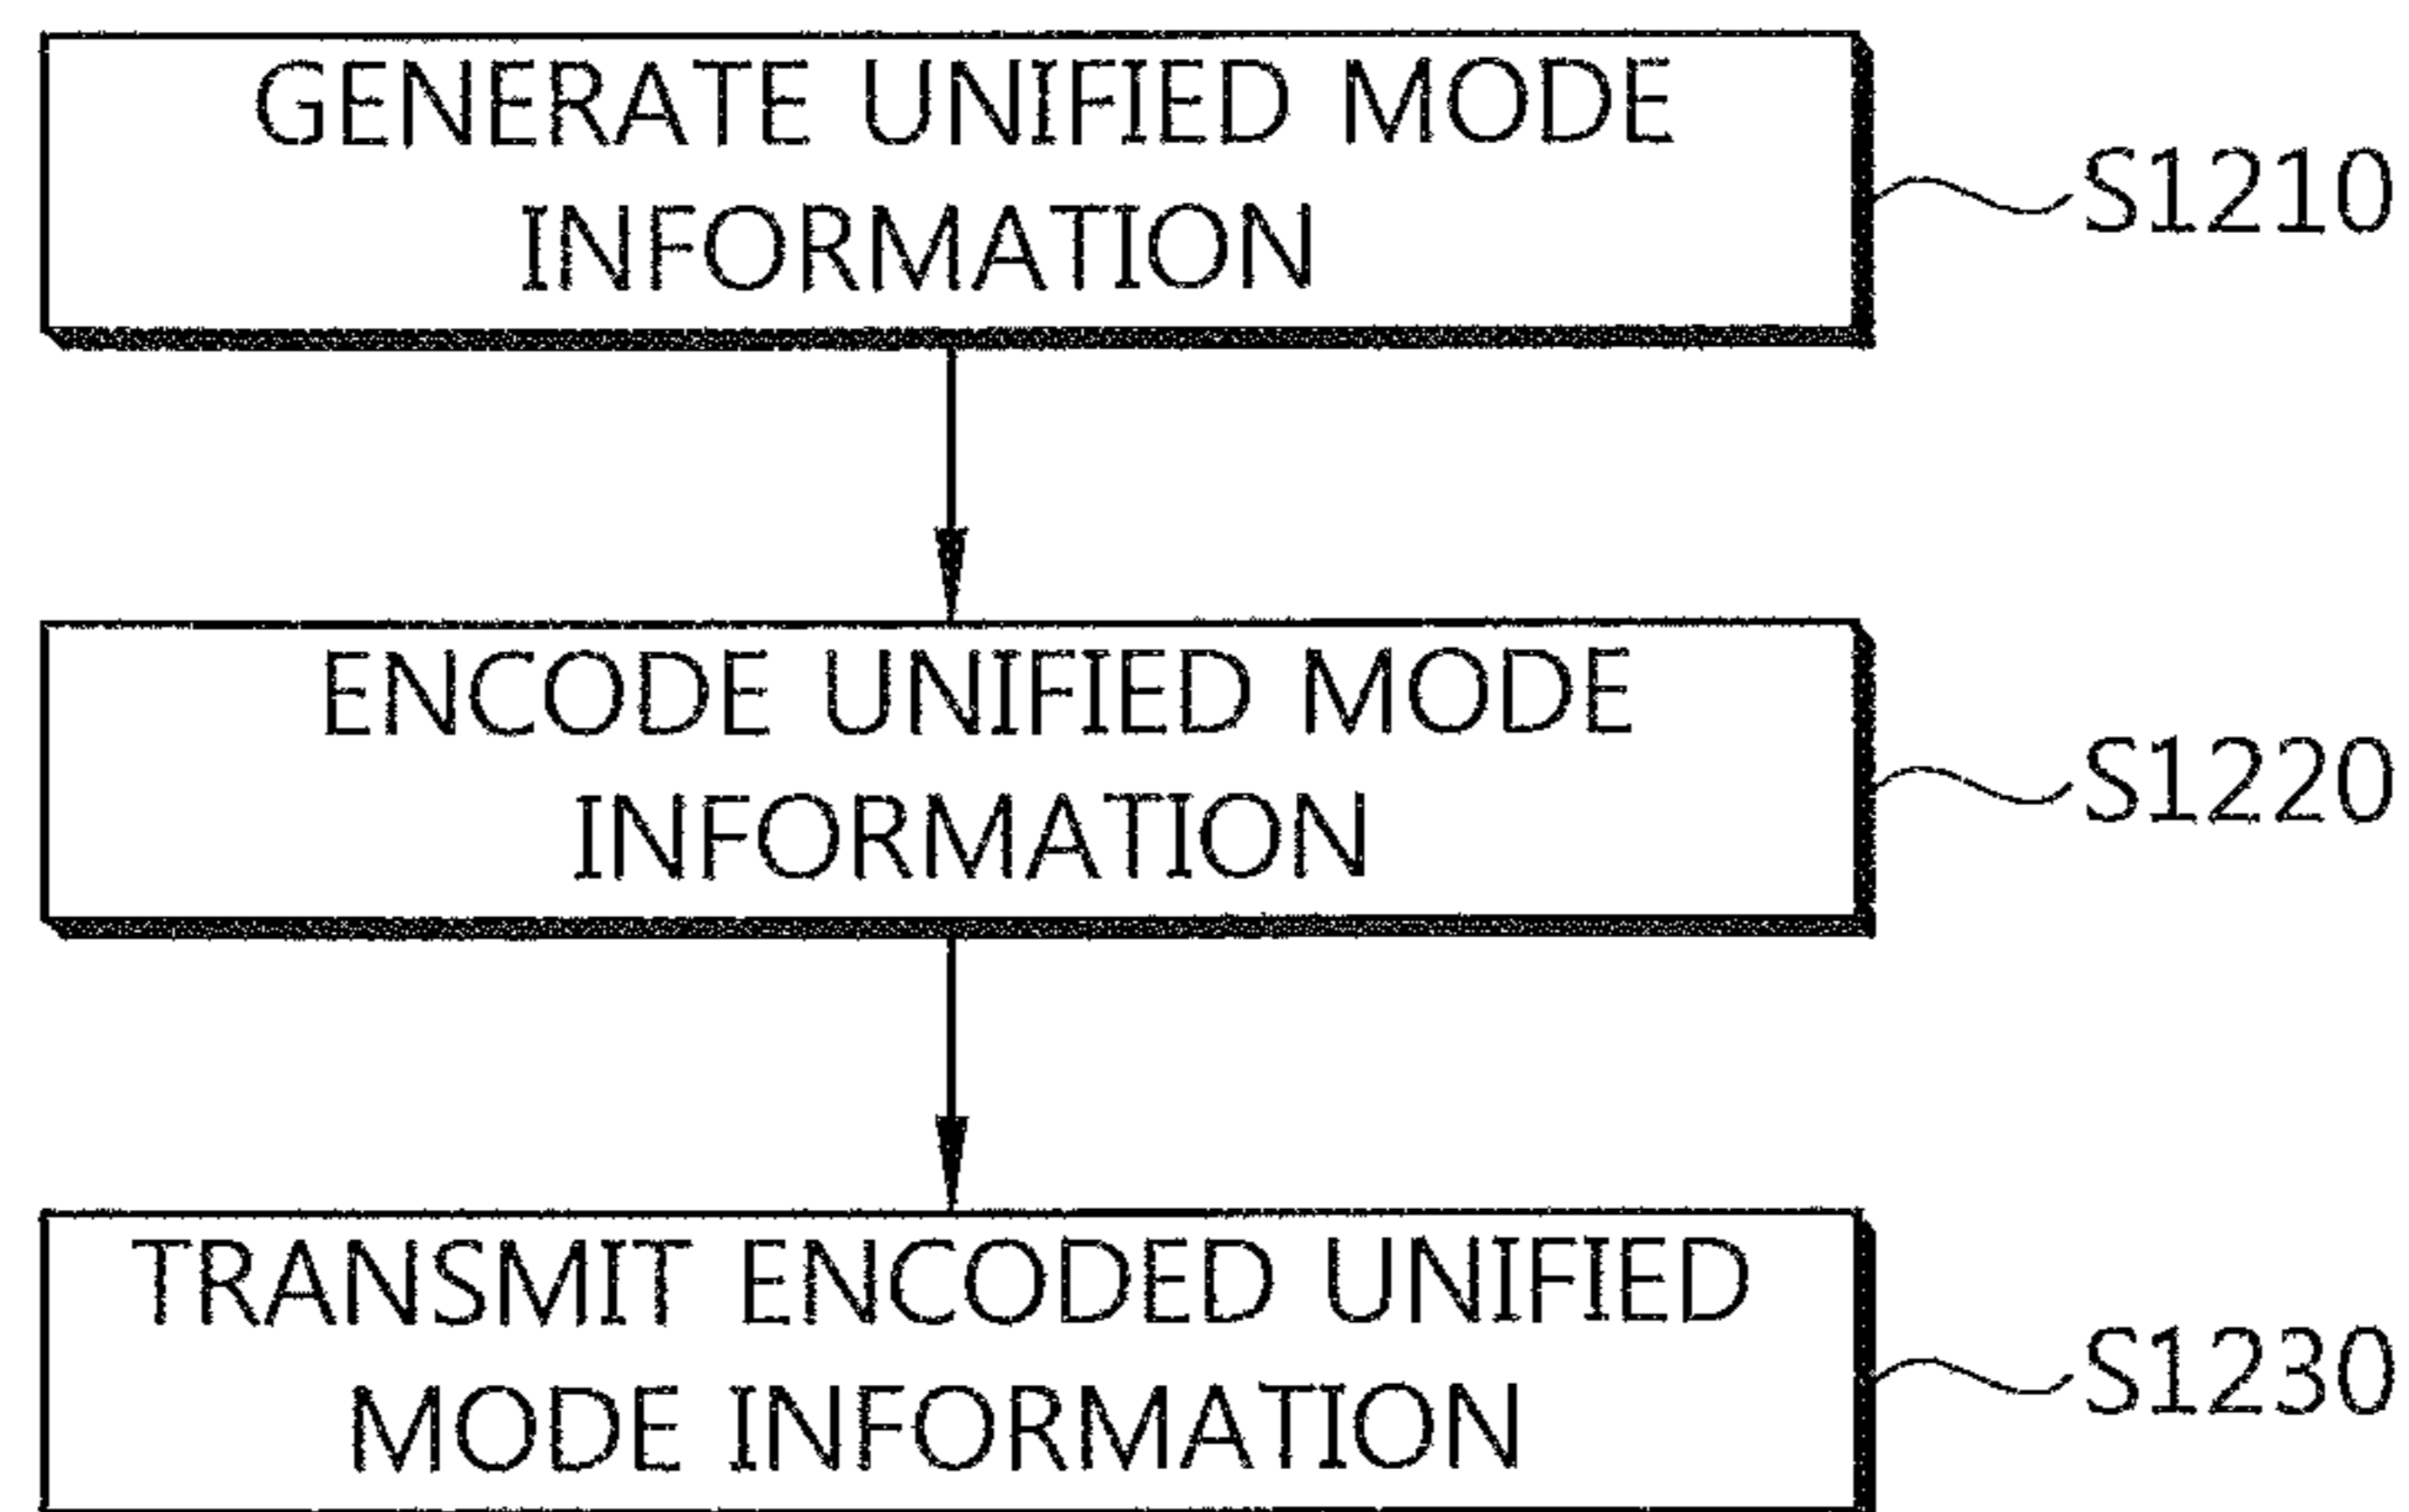 GENERATE UNIFIED MODE
INFORMATION
S1210
ENCODE UNIFIED MODE
INFORMATION
S1220
TRANSMIT ENCODED UNIFIED
MODE INFORMATION
S1230